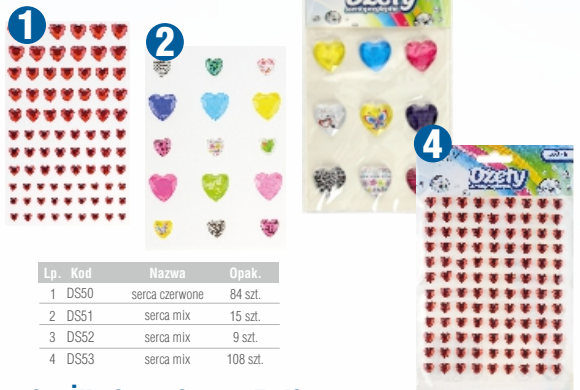 1
2
Dżety
4
Dżety
Lp. Kod Nazwa Opak.
1 DS50 serca czerwone 84 szt.
2 DS51 serca mix 15 szt.
3 DS52 serca mix 9 szt.
4 DS53 serca mix 108 szt.